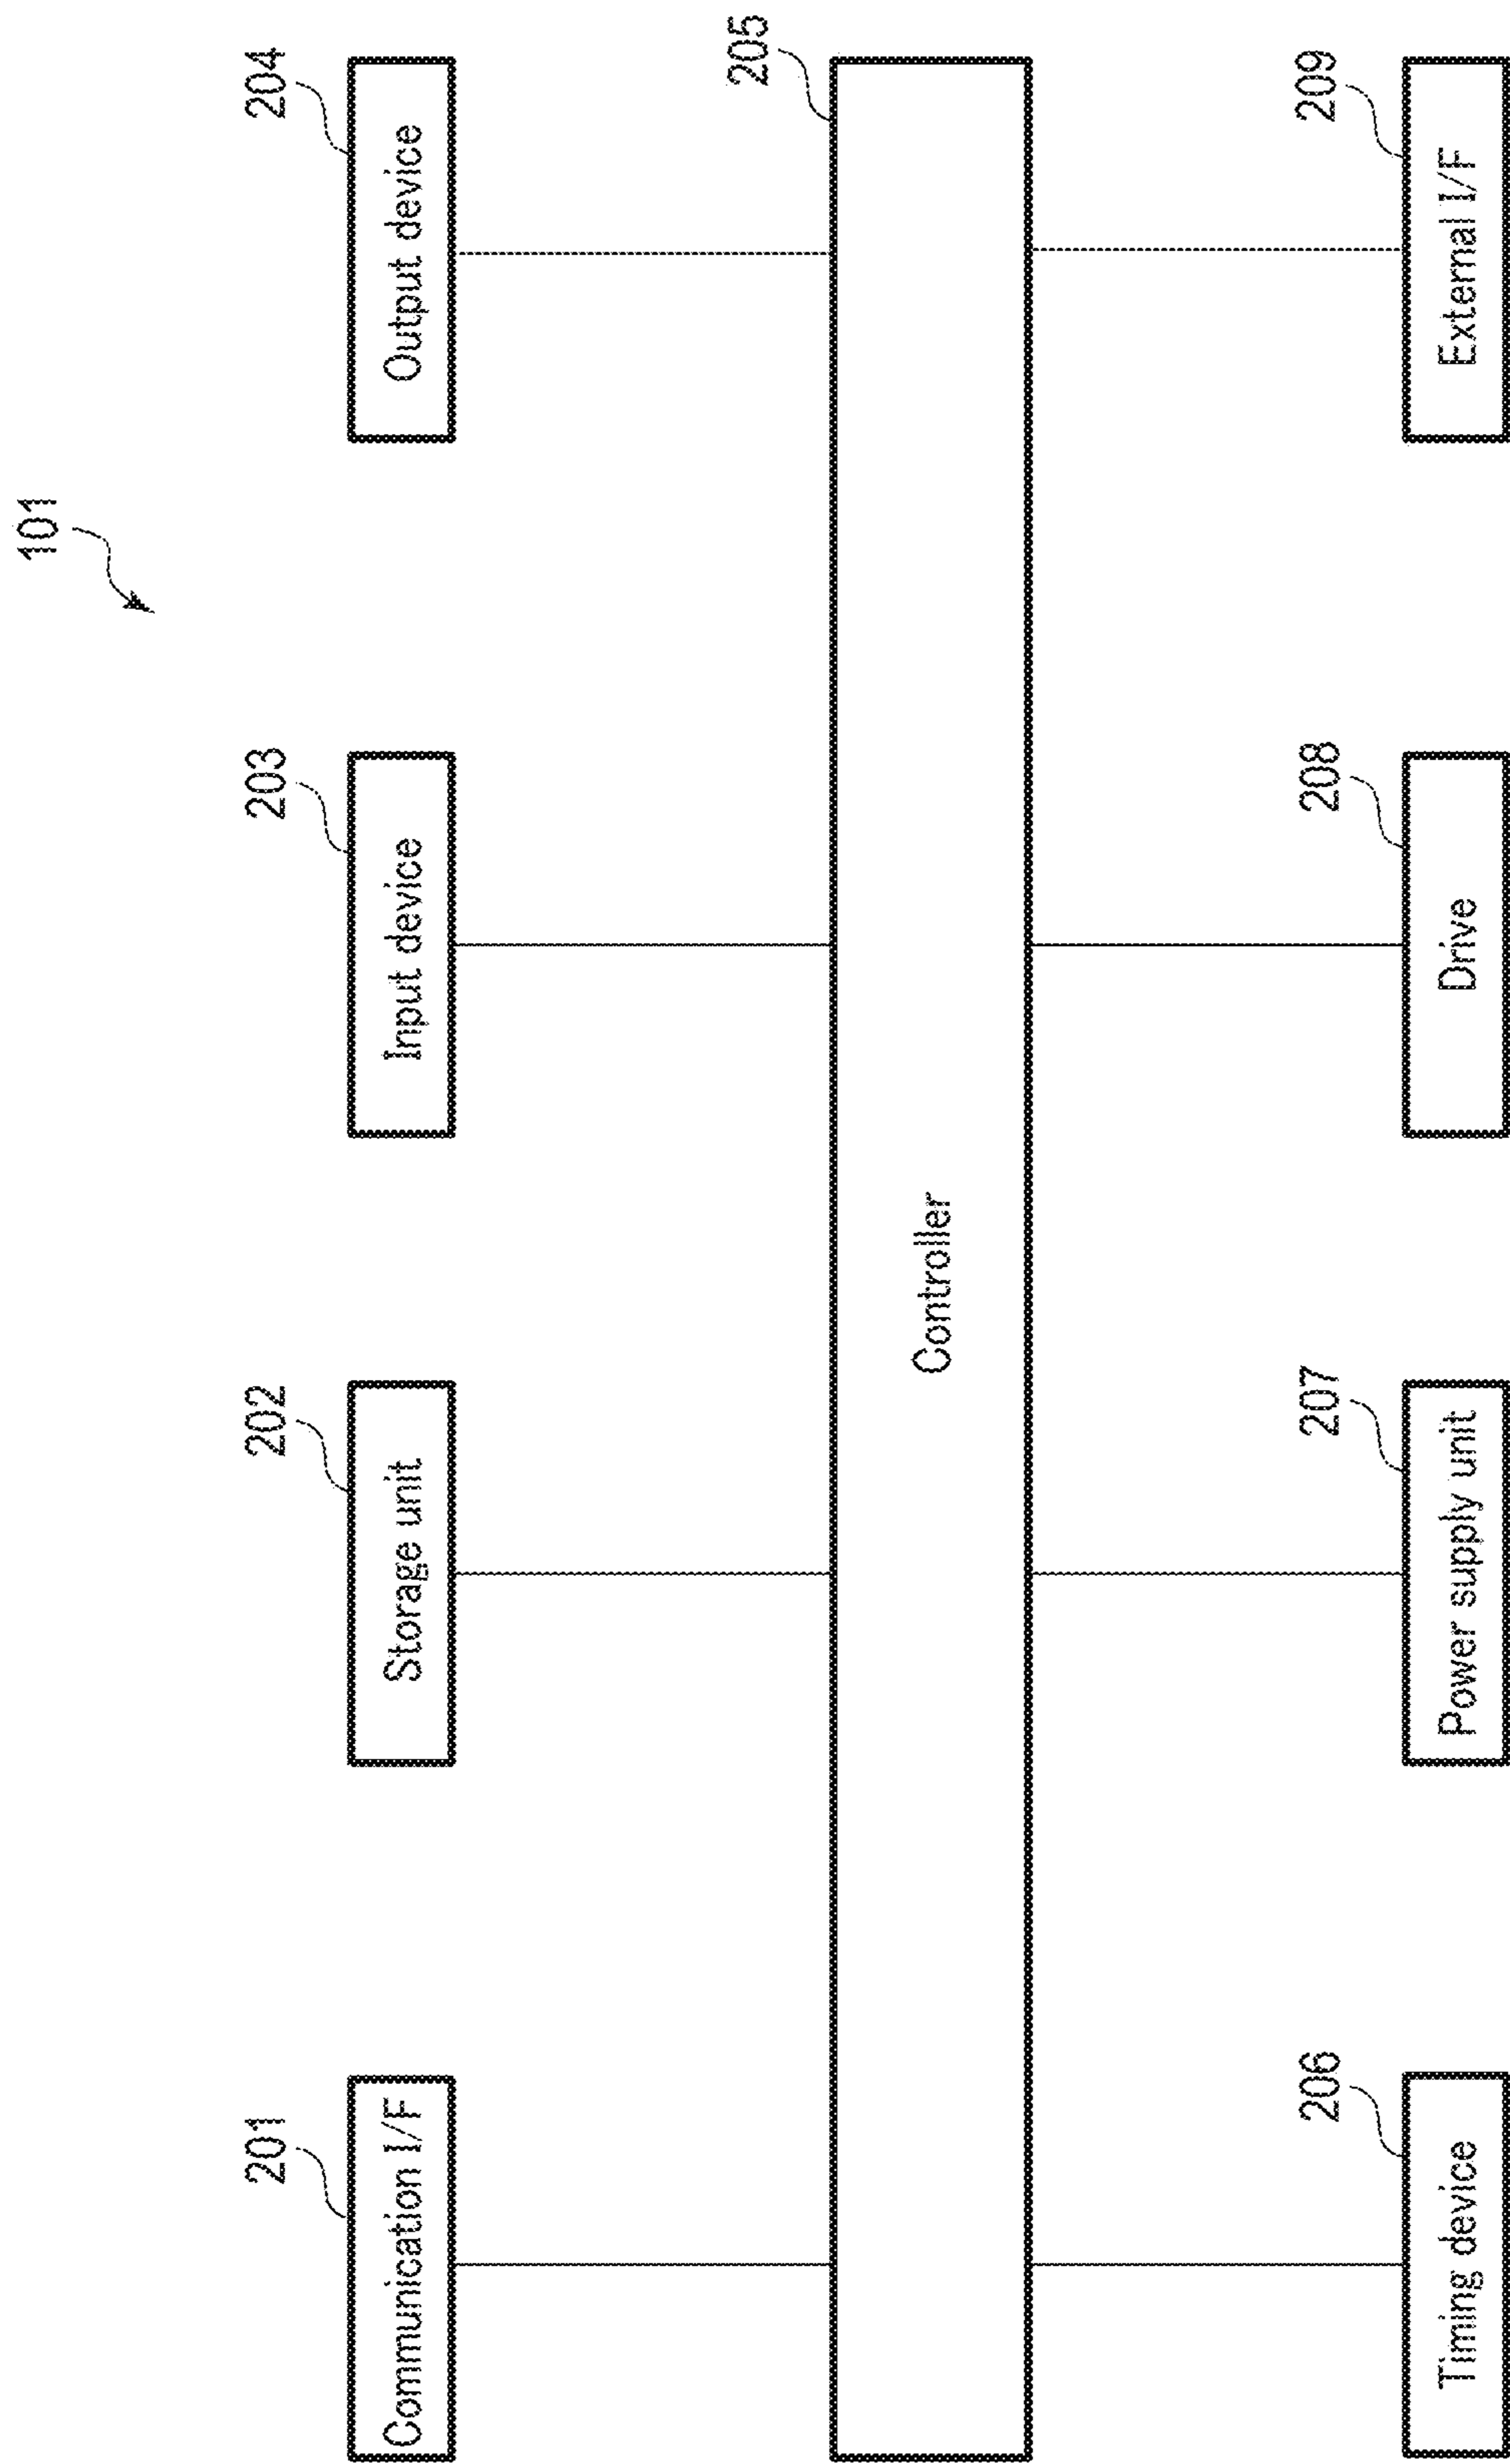 101
201
202
203
204
Communication I/F
Storage unit
Input device
Output device
205
Controller
206
207
208
209
Timing device
Power supply unit
Drive
External I/F